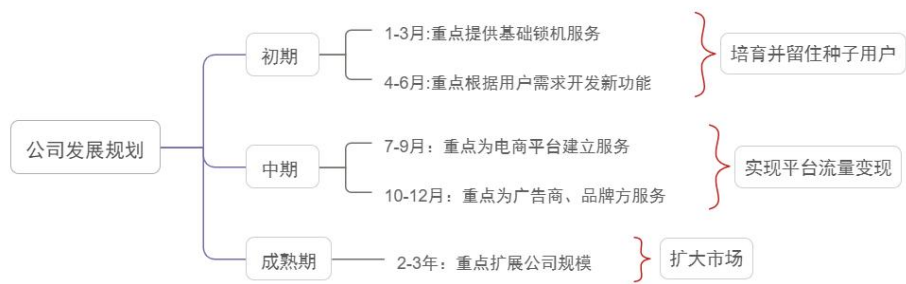 公司发展规划
初期
1-3月:重点提供基础锁机服务
4-6月:重点根据用户需求开发新功能
培育并留住种子用户
中期
7-9月：重点为电商平台建立服务
10-12月：重点为广告商、品牌方服务
实现平台流量变现
成熟期
2-3年：重点扩展公司规模
扩大市场